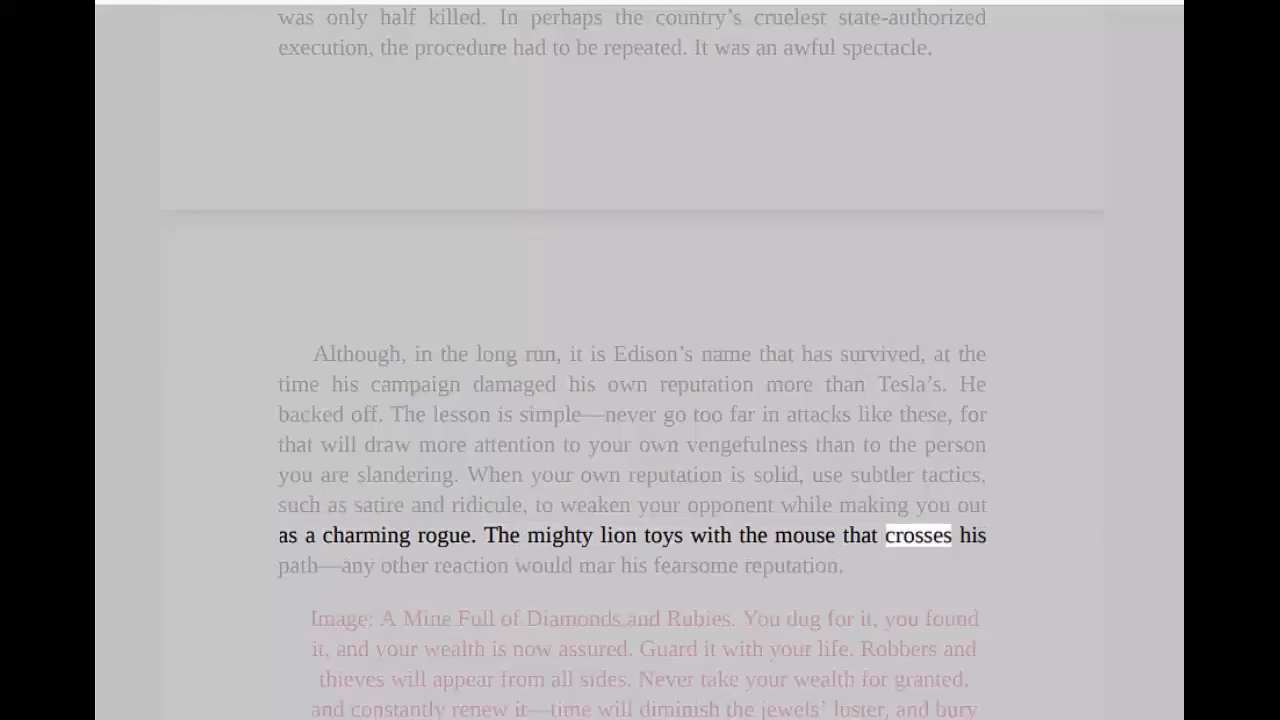 was only half killed. In perhaps the country’s cruelest state-authorized
execution, the procedure had to be repeated. It was an awful spectacle.
Although, in the long run, it is Edison’s name that has survived, at the
time his campaign damaged his own reputation more than Tesla’s. He
backed off. The lesson is simple—never go too far in attacks like these, for
that will draw more attention to your own vengefulness than to the person
you are slandering. When your own reputation is solid, use subtler tactics,
such as satire and ridicule, to weaken your opponent while making you out
as a charming rogue. The mighty lion toys with the mouse that crosses his
path—any other reaction would mar his fearsome reputation.
Image: A Mine Full of Diamonds and Rubies. You dug for it, you found
it, and your wealth is now assured. Guard it with your life. Robbers and
thieves will appear from all sides. Never take your wealth for granted,
and constantly renew it—time will diminish the jewels’ luster, and bury